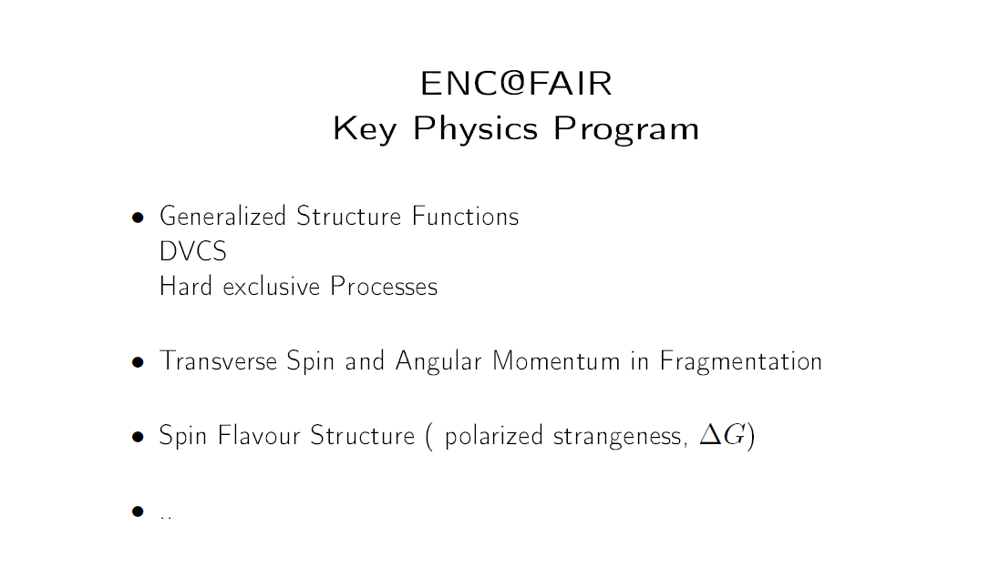 ENC@FAIR
Key Physics Program
• Generalized Structure Functions
DVCS
Hard exclusive Processes
• Transverse Spin and Angular Momentum in Fragmentation
• Spin Flavour Structure ( polarized strangeness, ΔG)
• ..